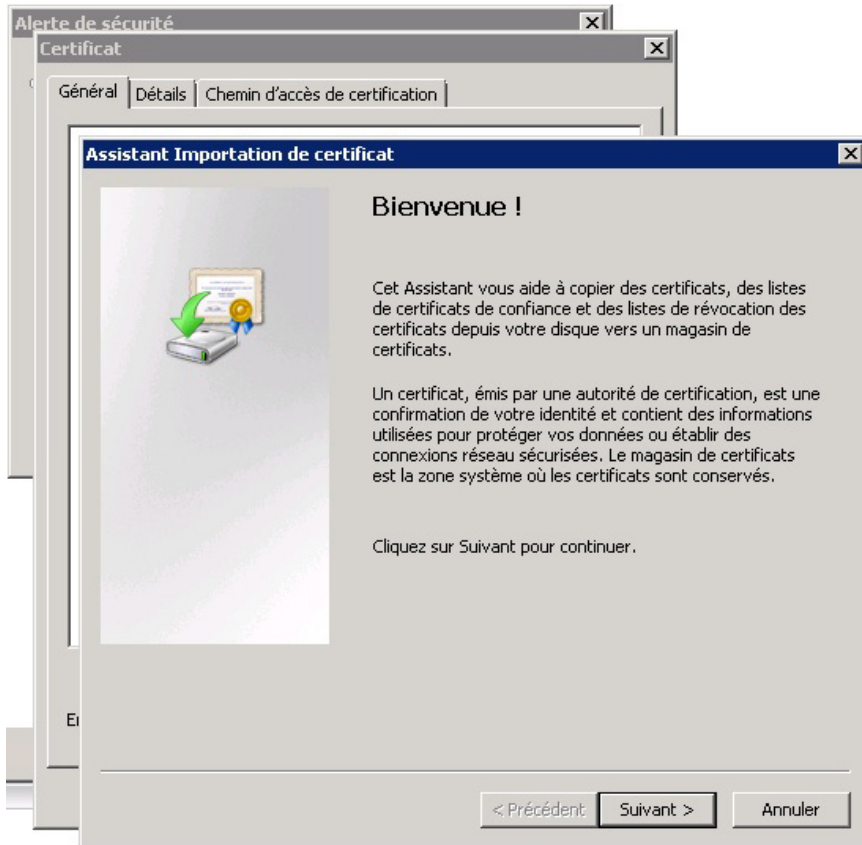 Alerte de sécurité
Certificat
Général
Détails
Chemin d'accès de certification
Assistant Importation de certificat
Bienvenue !
Cet Assistant vous aide à copier des certificats, des listes
de certificats de confiance et des listes de révocation des
certificats depuis votre disque vers un magasin de
certificats.
Un certificat, émis par une autorité de certification, est une
confirmation de votre identité et contient des informations
utilisées pour protéger vos données ou établir des
connexions réseau sécurisées. Le magasin de certificats
est la zone système où les certificats sont conservés.
Cliquez sur Suivant pour continuer.
< Précédent
Suivant >
Annuler